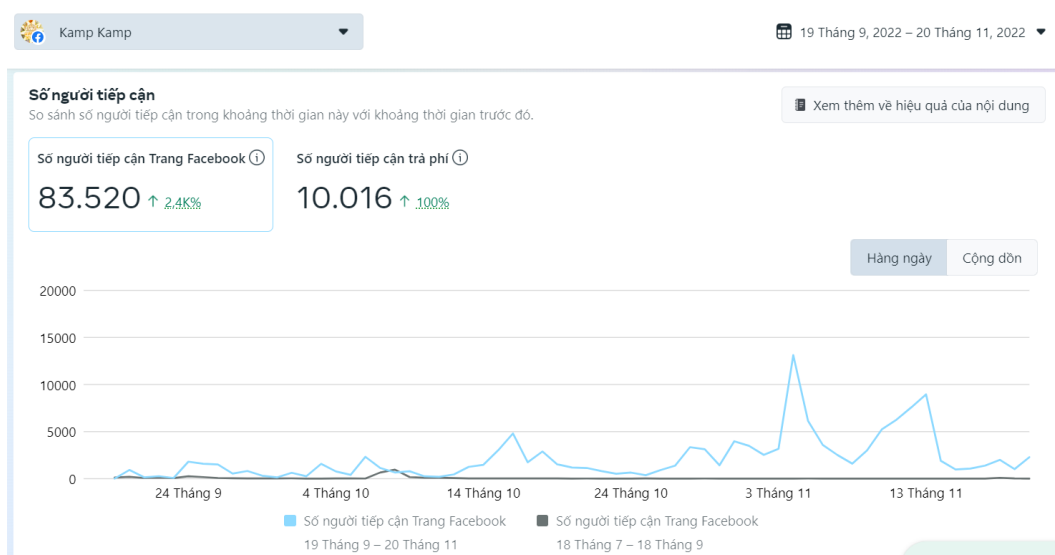 Kamp Kamp
19 Tháng 9, 2022 – 20 Tháng 11, 2022
Số người tiếp cận
So sánh số người tiếp cận trong khoảng thời gian này với khoảng thời gian trước đó.
Xem thêm về hiệu quả của nội dung
Số người tiếp cận Trang Facebook
83.520 ↑ 2,4K%
Số người tiếp cận trả phí
10.016 ↑ 100%
Hàng ngày
Cộng dồn
20000
15000
10000
5000
0
24 Tháng 9
4 Tháng 10
14 Tháng 10
24 Tháng 10
3 Tháng 11
13 Tháng 11
Số người tiếp cận Trang Facebook
19 Tháng 9 – 20 Tháng 11
Số người tiếp cận Trang Facebook
18 Tháng 7 – 18 Tháng 9